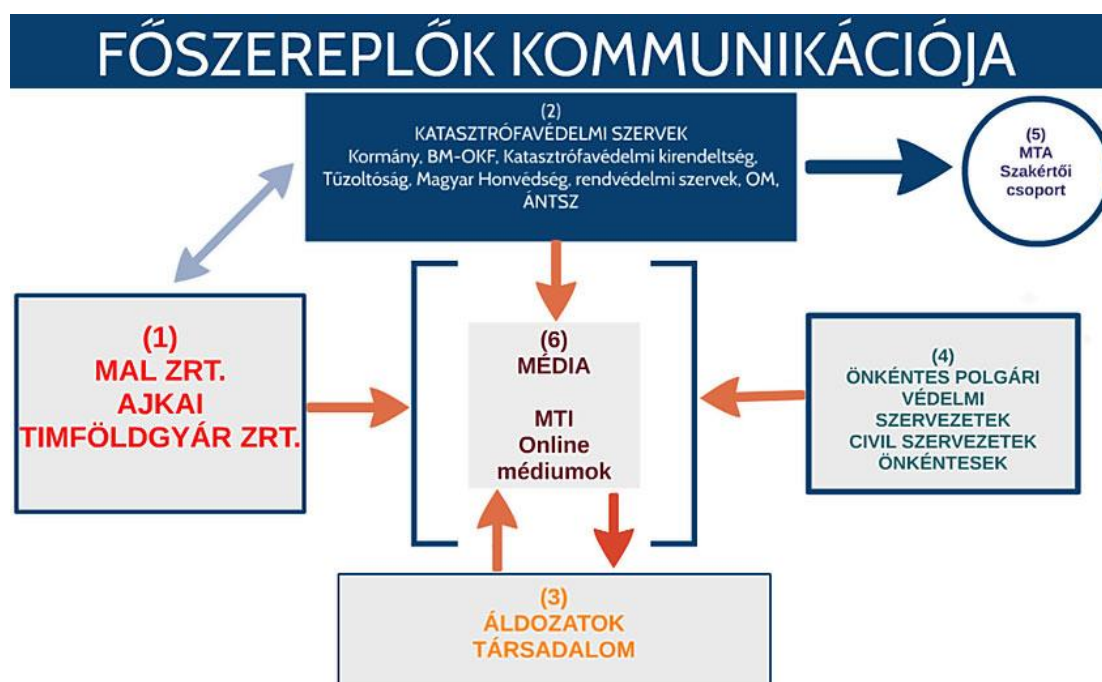 FŐSZEREPLŐK KOMMUNIKÁCIÓJA
(2)
KATASZTRÓFAVÉDELMI SZERVEK
Kormány, BM-OKF, Katasztrófavédelmi kirendeltség,
Tűzoltóság, Magyar Honvédség, rendvédelmi szervek, OM,
ÁNTSZ
(5)
MTA
Szakértői
csoport
(1)
MAL ZRT.
AJKAI
TIMFÖLDGYÁR ZRT.
(6)
MÉDIA
MTI
Online
médiumok
(4)
ÖNKÉNTES POLGÁRI
VÉDELMI
SZERVEZETEK
CIVIL SZERVEZETEK
ÖNKÉNTESEK
(3)
ÁLDOZATOK
TÁRSADALOM